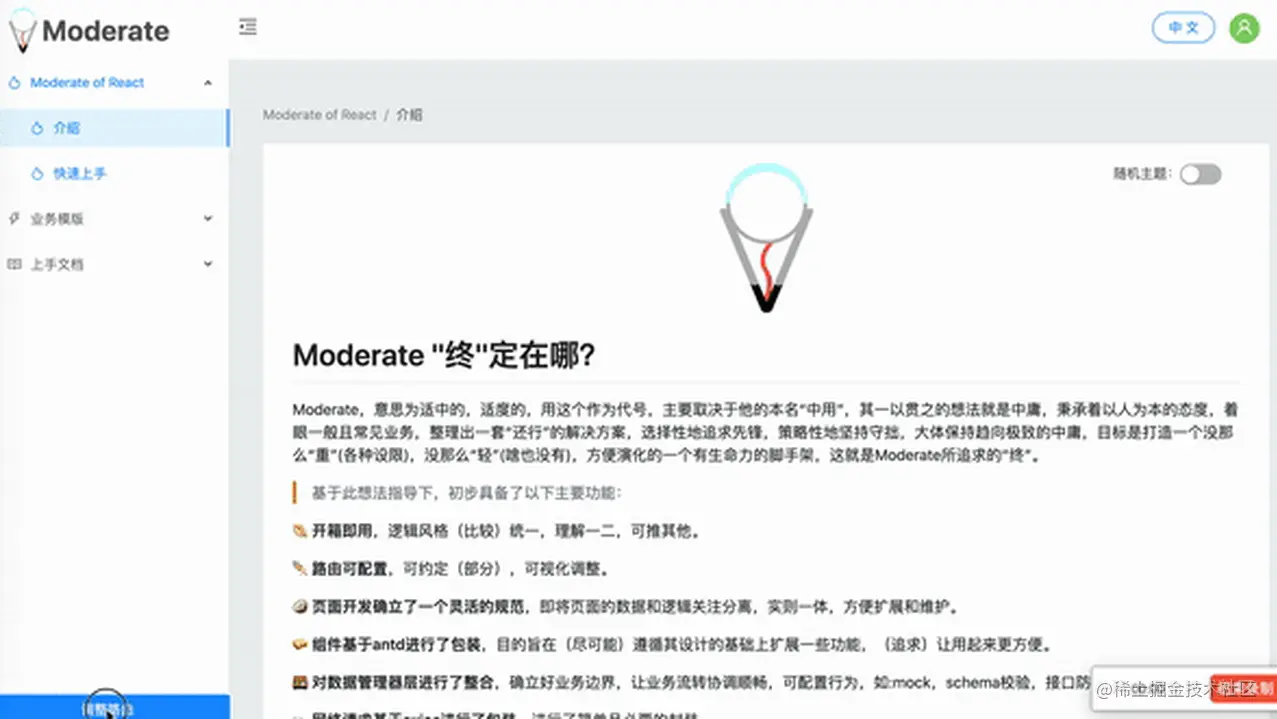 Moderate
中文
Moderate of React
Moderate of React / 介绍
介绍
随机主题：
快速上手
业务模版
上手文档
Moderate "终"定在哪?
Moderate，意思为适中的，适度的，用这个作为代号，主要取决于他的本名“中用”，其一以贯之的想法就是中庸，秉承着以人为本的态度，着
眼一般且常见业务，整理出一套“还行”的解决方案，选择性地追求先锋，策略性地坚持守拙，大体保持趋向极致的中庸，目标是打造一个没那
么“重”(各种设限)，没那么“轻”(啥也没有)，方便演化的一个有生命力的脚手架，这就是Moderate所追求的“终”。
基于此想法指导下，初步具备了以下主要功能：
开箱即用，逻辑风格（比较）统一，理解一二，可推其他。
路由可配置，可约定（部分），可视化调整。
页面开发确立了一个灵活的规范，即将页面的数据和逻辑关注分离，实则一体，方便扩展和维护。
组件基于antd进行了包装，目的旨在（尽可能）遵循其设计的基础上扩展一些功能，（追求）让用起来更方便。
对数据管理器层进行了整合，确立好业务边界，让业务流转协调顺畅，可配置行为，如:mock，schema校验，接口防
@稀土掘金技术社区